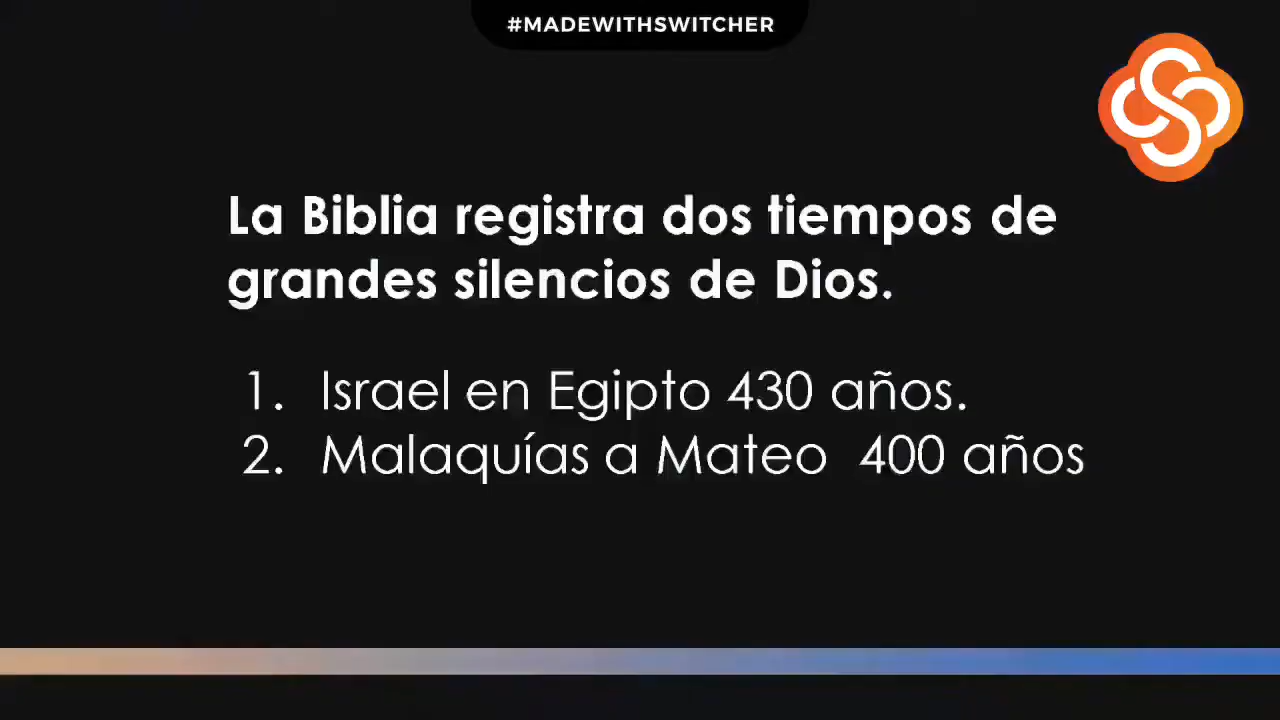 #MADEWITHSWITCHER
La Biblia registra dos tiempos de
grandes silencios de Dios.
1. Israel en Egipto 430 años.
2. Malaquías a Mateo 400 años